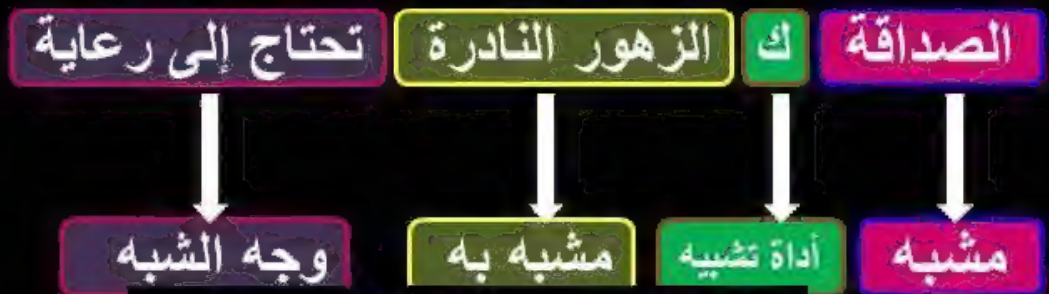 الصداقة ك الزهور النادرة تحتاج إلى رعاية
مشبه أداة تشبيه مشبه به وجه الشبه